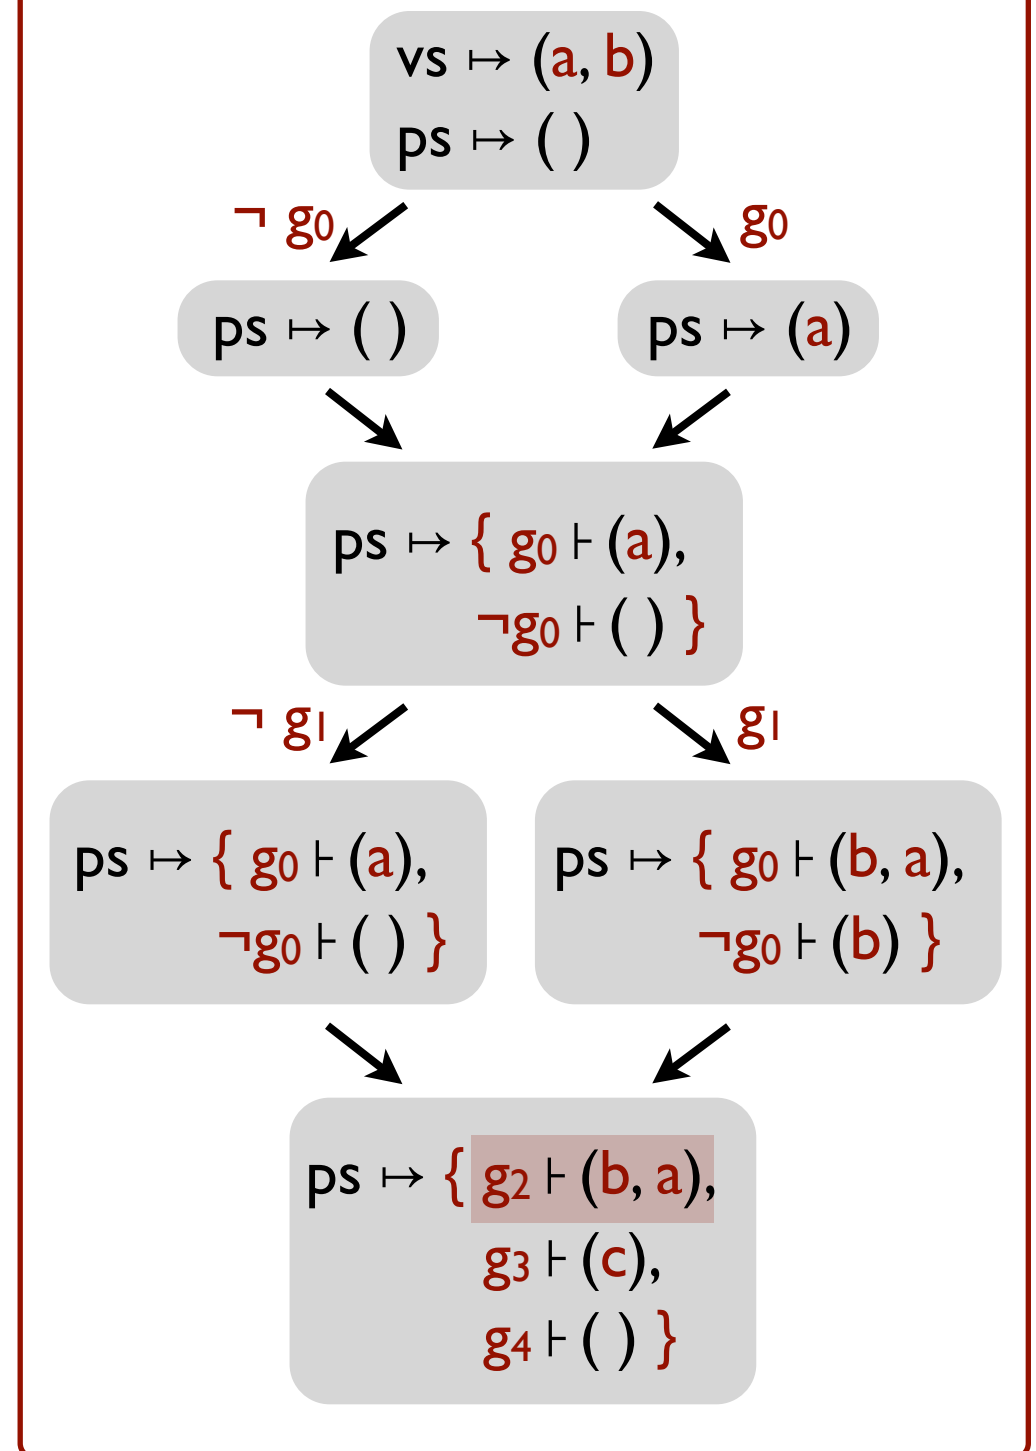 vs ↦ (a, b)
ps ↦ ( )
¬ g₀
g₀
ps ↦ ( )
ps ↦ (a)
ps ↦ { g₀ ⊦ (a),
¬g₀ ⊦ ( ) }
¬ g₁
g₁
ps ↦ { g₀ ⊦ (a),
¬g₀ ⊦ ( ) }
ps ↦ { g₀ ⊦ (b, a),
¬g₀ ⊦ (b) }
ps ↦ { g₂ ⊦ (b, a),
g₃ ⊦ (c),
g₄ ⊦ ( ) }